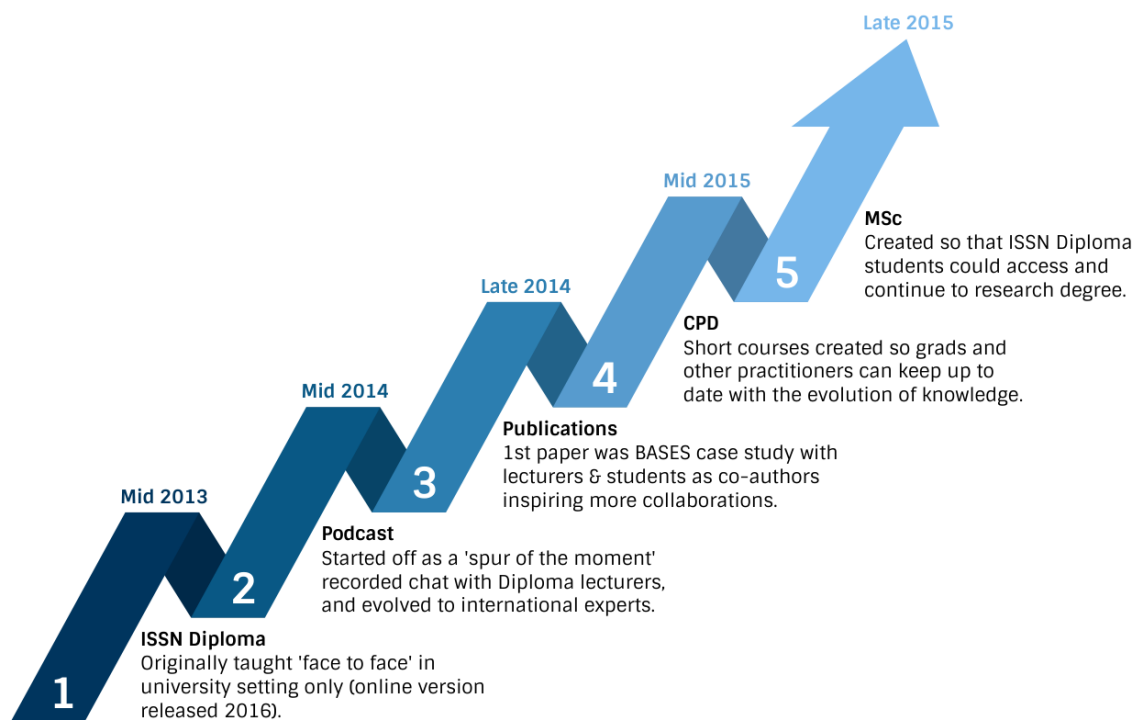 Late 2015
5
MSc
Created so that ISSN Diploma
students could access and
continue to research degree.
Mid 2015
4
CPD
Short courses created so grads and
other practitioners can keep up to
date with the evolution of knowledge.
Late 2014
3
Publications
1st paper was BASES case study with
lecturers & students as co-authors
inspiring more collaborations.
Mid 2014
2
Podcast
Started off as a 'spur of the moment'
recorded chat with Diploma lecturers,
and evolved to international experts.
Mid 2013
1
ISSN Diploma
Originally taught 'face to face' in
university setting only (online version
released 2016).